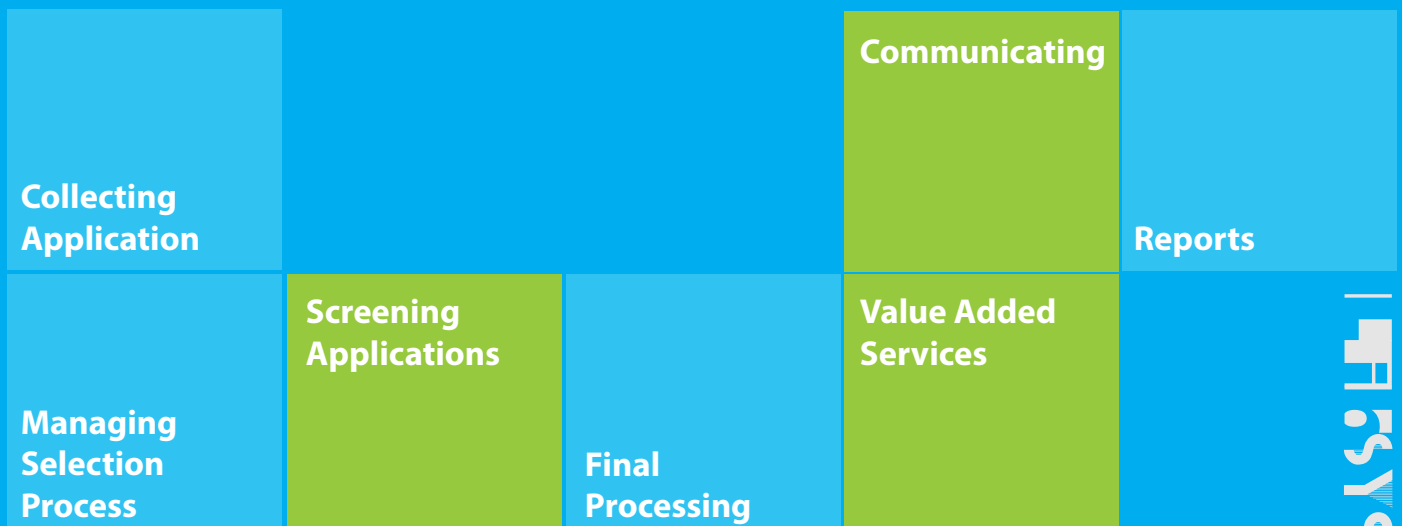 Communicating
Collecting
Application
Reports
Screening
Applications
Value Added
Services
Managing
Selection
Process
Final
Processing